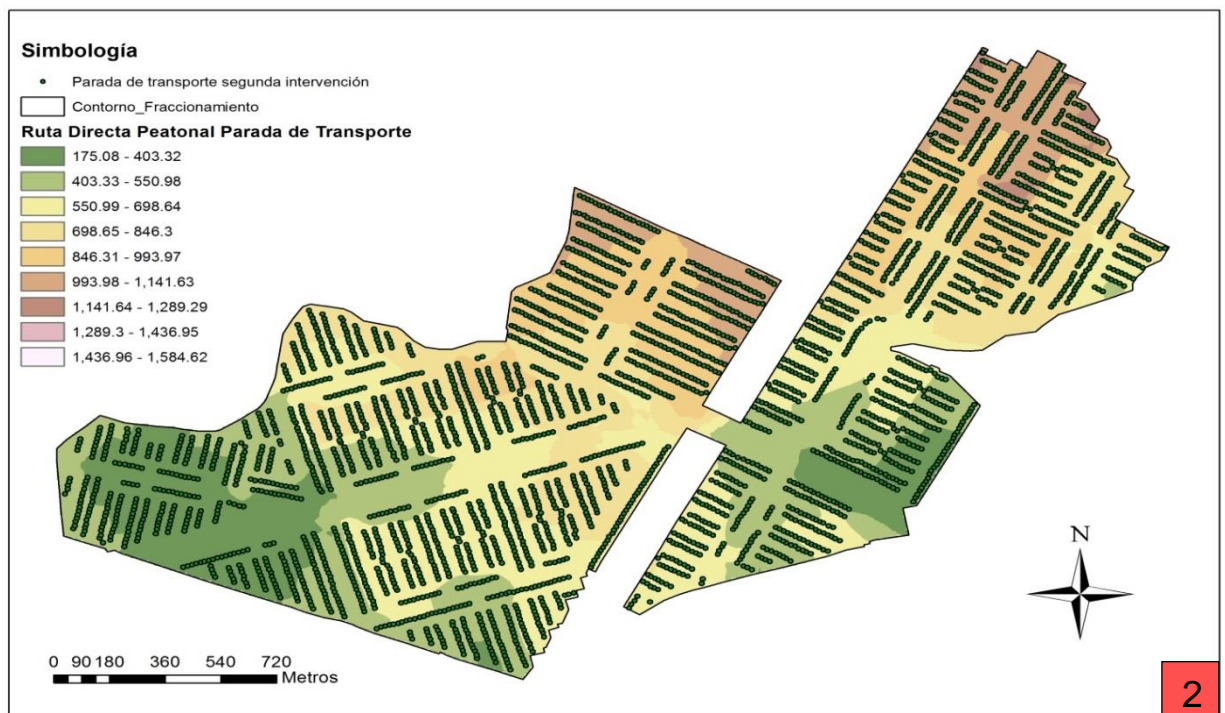 Simbología
Parada de transporte segunda intervención
Contorno_Fraccionamiento
Ruta Directa Peatonal Parada de Transporte
175.08 - 403.32
403.33 - 550.98
550.99 - 698.64
698.65 - 846.3
846.31 - 993.97
993.98 - 1,141.63
1,141.64 - 1,289.29
1,289.3 - 1,436.95
1,436.96 - 1,584.62
N
0 90 180 360 540 720
Metros
2